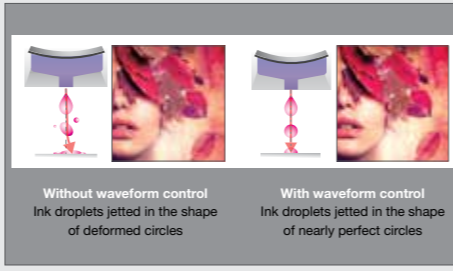 Without waveform control
Ink droplets jetted in the shape
of deformed circles
With waveform control
Ink droplets jetted in the shape
of nearly perfect circles